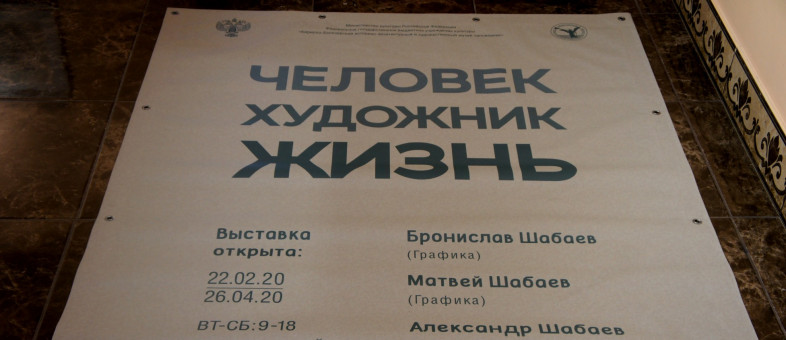 ЧЕЛОВЕК
ХУДОЖНИК
ЖИЗНЬ
Выставка
открыта:
22.02.20
26.04.20
ВТ-СБ:9-18
Бронислав Шабаев
(Графика)
Матвей Шабаев
(Графика)
Александр Шабаев